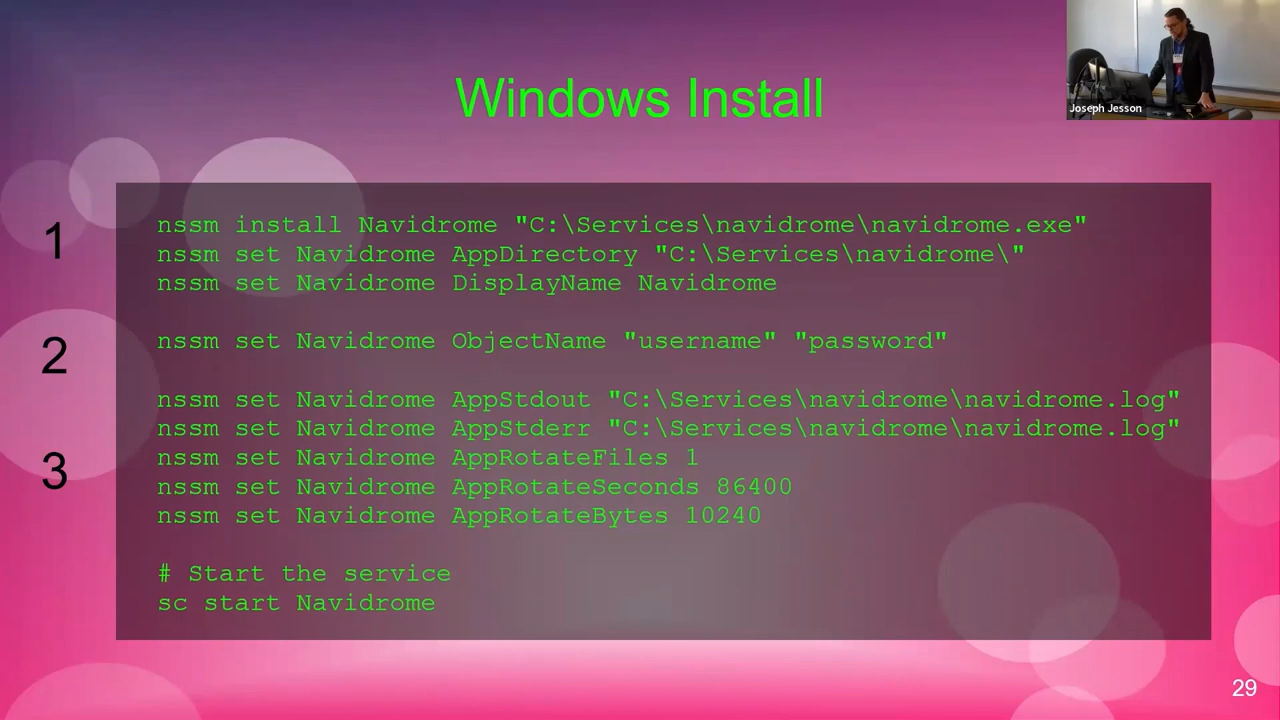 Windows Install
Joseph Jesson
1
nssm install Navidrome "C:\Services\navidrome\navidrome.exe"
nssm set Navidrome AppDirectory "C:\Services\navidrome\"
nssm set Navidrome DisplayName Navidrome
2
nssm set Navidrome ObjectName "username" "password"
3
nssm set Navidrome AppStdout "C:\Services\navidrome\navidrome.log"
nssm set Navidrome AppStderr "C:\Services\navidrome\navidrome.log"
nssm set Navidrome AppRotateFiles 1
nssm set Navidrome AppRotateSeconds 86400
nssm set Navidrome AppRotateBytes 10240
# Start the service
sc start Navidrome
29